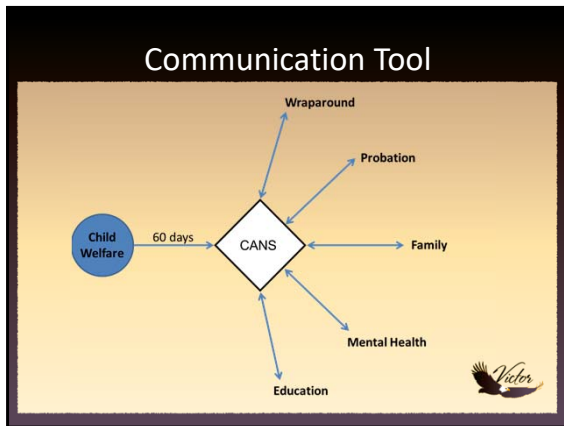 Communication Tool
Wraparound
Probation
Child
Welfare
60 days
CANS
Family
Mental Health
Education
Victor